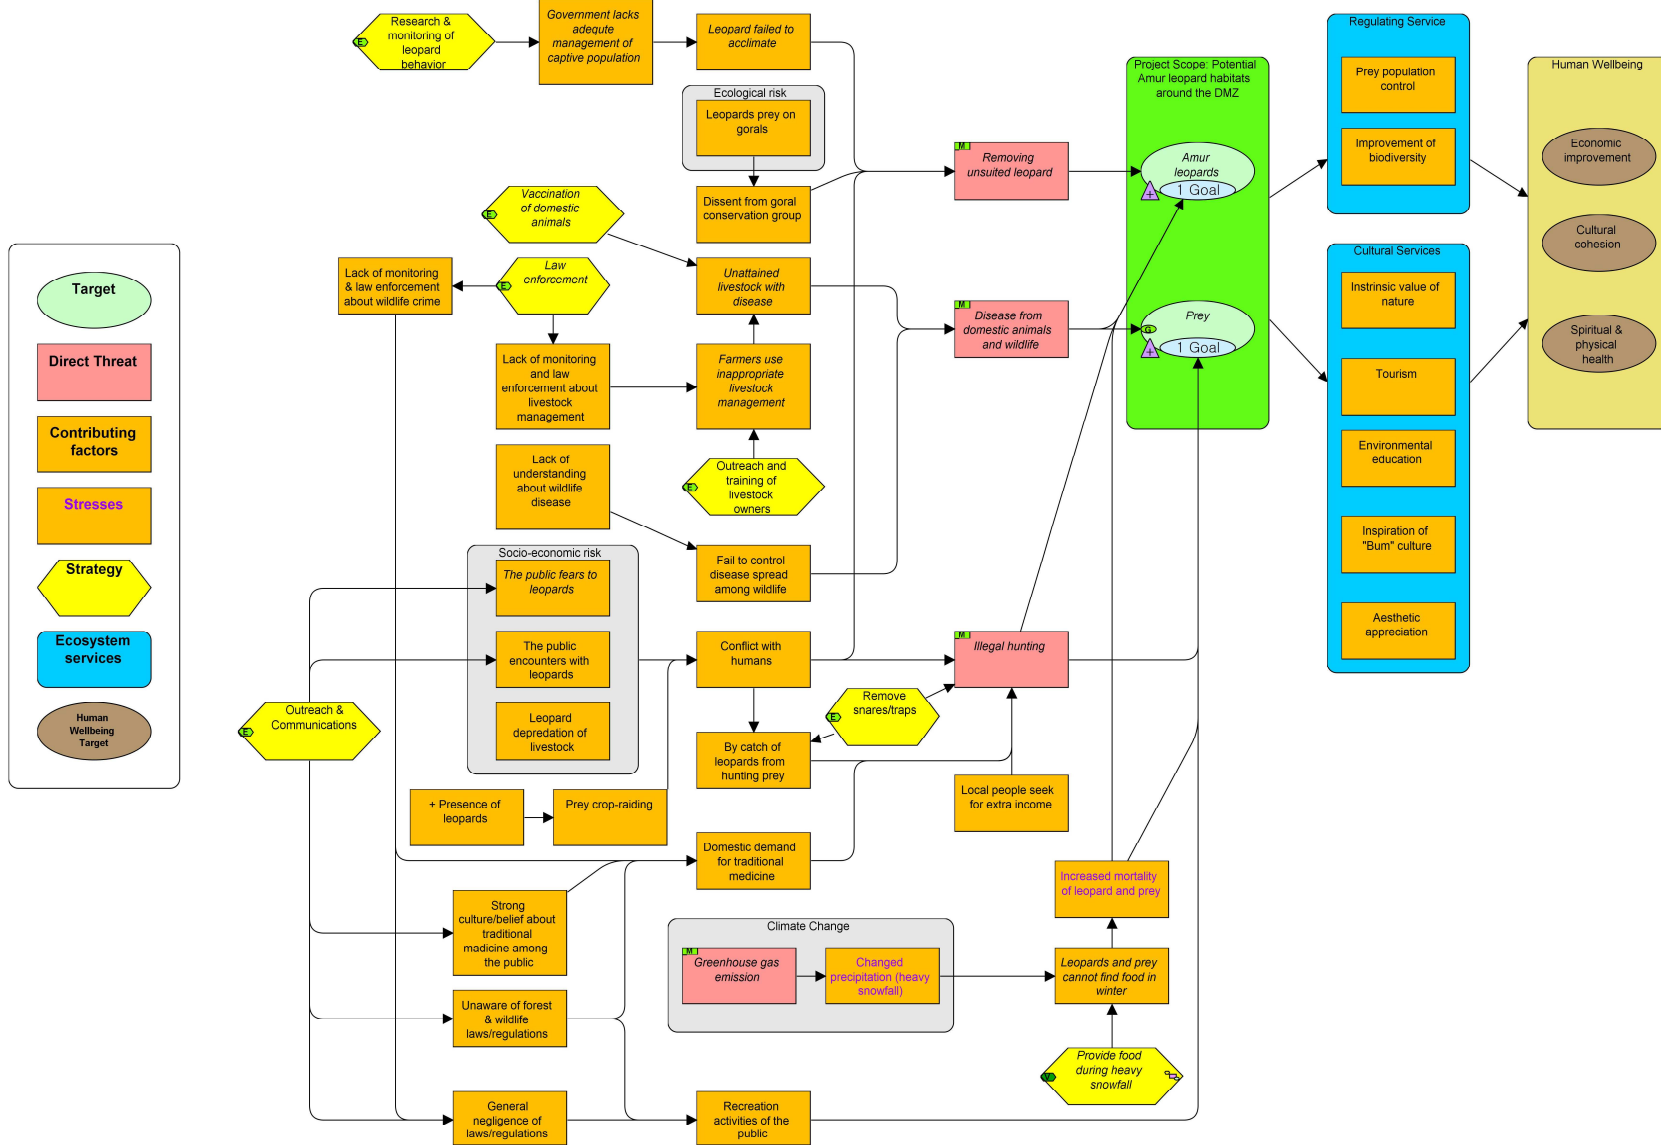 Research &
monitoring of
leopard
behavior
Government lacks
adequte
management of
captive population
Leopard failed to
acclimate
Ecological risk
Leopards prey on
gorals
Dissent from goral
conservation group
Vaccination
of domestic
animals
Law
enforcement
Lack of monitoring
& law enforcement
about wildlife crime
Unattained
livestock with
disease
Lack of monitoring
and law
enforcement about
livestock
management
Farmers use
inappropriate
livestock
management
Lack of
understanding
about wildlife
disease
Outreach and
training of
livestock
owners
Fail to control
disease spread
among wildlife
Socio-economic risk
The public fears to
leopards
The public
encounters with
leopards
Leopard
depredation of
livestock
Conflict with
humans
Outreach &
Communications
By catch of
leopards from
hunting prey
Remove
snares/traps
+ Presence of
leopards
Prey crop-raiding
Local people seek
for extra income
Domestic demand
for traditional
medicine
Strong
culture/belief about
traditional
madicine among
the public
Unaware of forest
& wildlife
laws/regulations
General
negligence of
laws/regulations
Recreation
activities of the
public
Climate Change
Greenhouse gas
emission
Changed
precipitation (heavy
snowfall)
Increased mortality
of leopard and prey
Leopards and prey
cannot find food in
winter
Provide food
during heavy
snowfall
Removing
unsuited leopard
Disease from
domestic animals
and wildlife
Illegal hunting
Project Scope: Potential
Amur leopard habitats
around the DMZ
Amur
leopards
1 Goal
Prey
1 Goal
Regulating Service
Prey population
control
Improvement of
biodiversity
Cultural Services
Instrinsic value of
nature
Tourism
Environmental
education
Inspiration of
"Bum" culture
Aesthetic
appreciation
Human Wellbeing
Economic
improvement
Cultural
cohesion
Spiritual &
physical
health
Target
Direct Threat
Contributing
factors
Stresses
Strategy
Ecosystem
services
Human
Wellbeing
Target
E
E
E
E
E
E
M
M
M
M
G
V
+
+